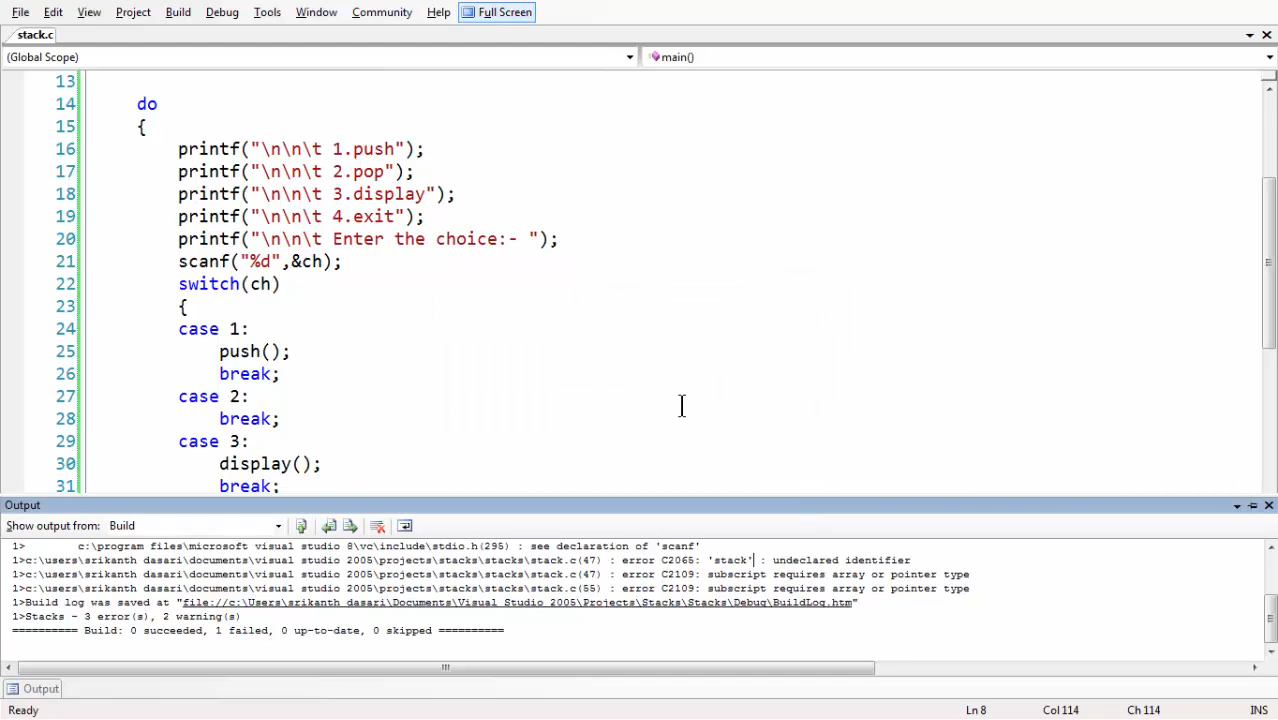 File Edit View Project Build Debug Tools Window Community Help Full Screen
stack.c
(Global Scope) main()
13
14 do
15 {
16 printf("\n\n\t 1.push");
17 printf("\n\n\t 2.pop");
18 printf("\n\n\t 3.display");
19 printf("\n\n\t 4.exit");
20 printf("\n\n\t Enter the choice:- ");
21 scanf("%d",&ch);
22 switch(ch)
23 {
24 case 1:
25 push();
26 break;
27 case 2:
28 break;
29 case 3:
30 display();
31 break;
Output
Show output from: Build
1> c:\program files\microsoft visual studio 8\vc\include\stdio.h(295) : see declaration of 'scanf'
1>c:\users\srikanth dasari\documents\visual studio 2005\projects\stacks\stacks\stack.c(47) : error C2065: 'stack' : undeclared identifier
1>c:\users\srikanth dasari\documents\visual studio 2005\projects\stacks\stacks\stack.c(47) : error C2109: subscript requires array or pointer type
1>c:\users\srikanth dasari\documents\visual studio 2005\projects\stacks\stacks\stack.c(55) : error C2109: subscript requires array or pointer type
1>Build log was saved at "file://c:\Users\srikanth dasari\Documents\Visual Studio 2005\Projects\Stacks\Stacks\Debug\BuildLog.htm"
1>Stacks - 3 error(s), 2 warning(s)
========== Build: 0 succeeded, 1 failed, 0 up-to-date, 0 skipped ==========
Output
Ready Ln 8 Col 114 Ch 114 INS